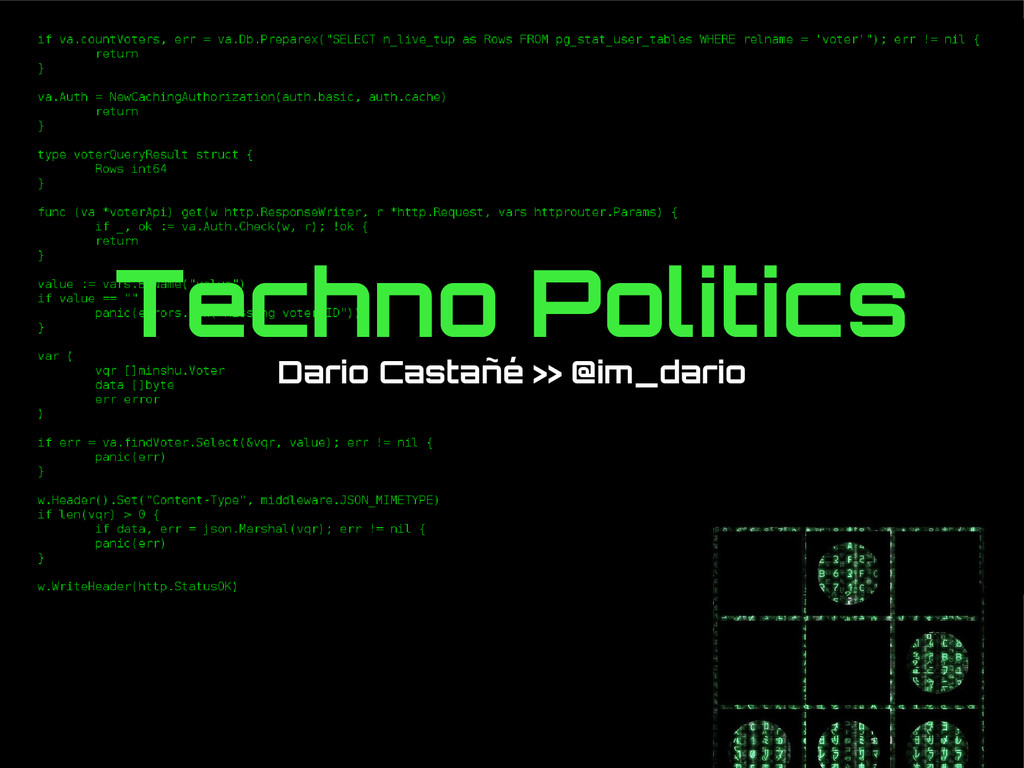 if va.countVoters, err = va.Db.Preparex("SELECT n_live_tup as Rows FROM pg_stat_user_tables WHERE relname = 'voter'"); err != nil {
return
}
va.Auth = NewCachingAuthorization(auth.basic, auth.cache)
return
}
type voterQueryResult struct {
Rows int64
}
func (va *voterApi) get(w http.ResponseWriter, r *http.Request, vars httprouter.Params) {
if _, ok := va.Auth.Check(w, r); !ok {
return
}
value := vars.
if value == ""
Techno Politics
}
Dario Castañé >> @im_dario
var (
vqr []minshu.Voter
data []byte
err error
)
if err = va.findVoter.Select(&vqr, value); err != nil {
panic(err)
}
w.Header().Set("Content-Type", middleware.JSON_MIMETYPE)
if len(vqr) > 0 {
if data, err = json.Marshal(vqr); err != nil {
panic(err)
}
w.WriteHeader(http.StatusOK)